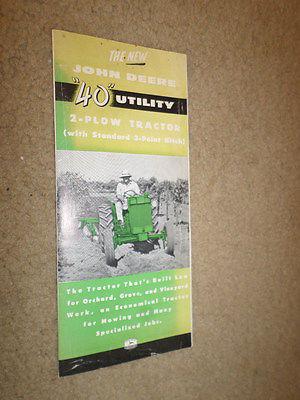 THE NEW
JOHN DEERE
"40" UTILITY
2-PLOW TRACTOR
(with Standard 3-Point Hitch)
The Tractor That's Built Low
for Orchard, Grove, and Vineyard
Work, an Economical Tractor
for Mowing and Many
Specialized Jobs.